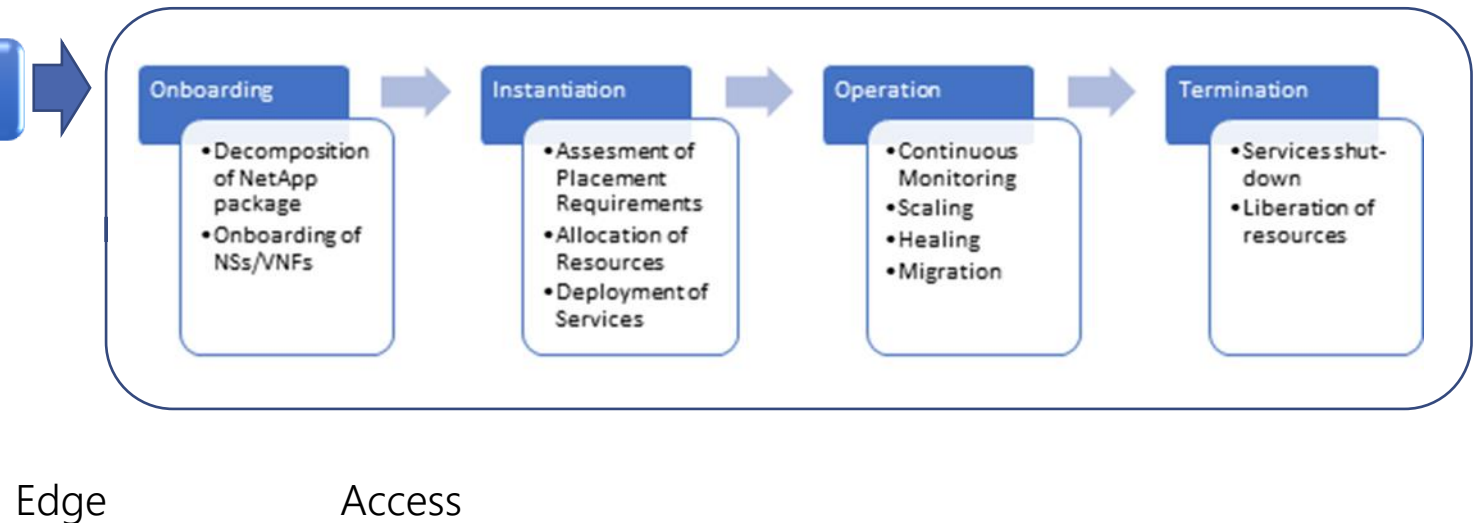 Onboarding
•Decomposition
of NetApp
package
•Onboarding of
NSs/VNFs
Instantiation
•Assesment of
Placement
Requirements
•Allocation of
Resources
•Deployment of
Services
Operation
•Continuous
Monitoring
•Scaling
•Healing
•Migration
Termination
•Services shut-
down
•Liberation of
resources
Edge
Access